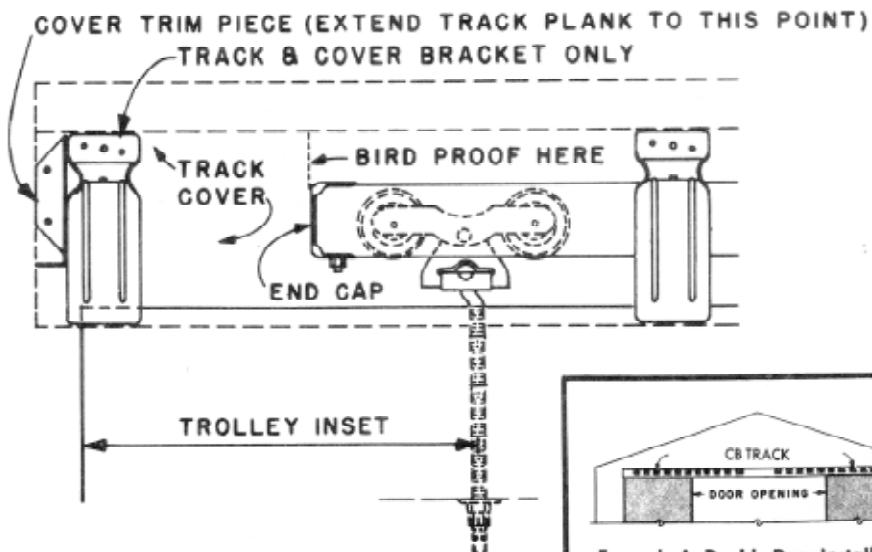 COVER TRIM PIECE (EXTEND TRACK PLANK TO THIS POINT)
TRACK & COVER BRACKET ONLY
TRACK
COVER
BIRD PROOF HERE
END CAP
TROLLEY INSET
CB TRACK
DOOR OPENING